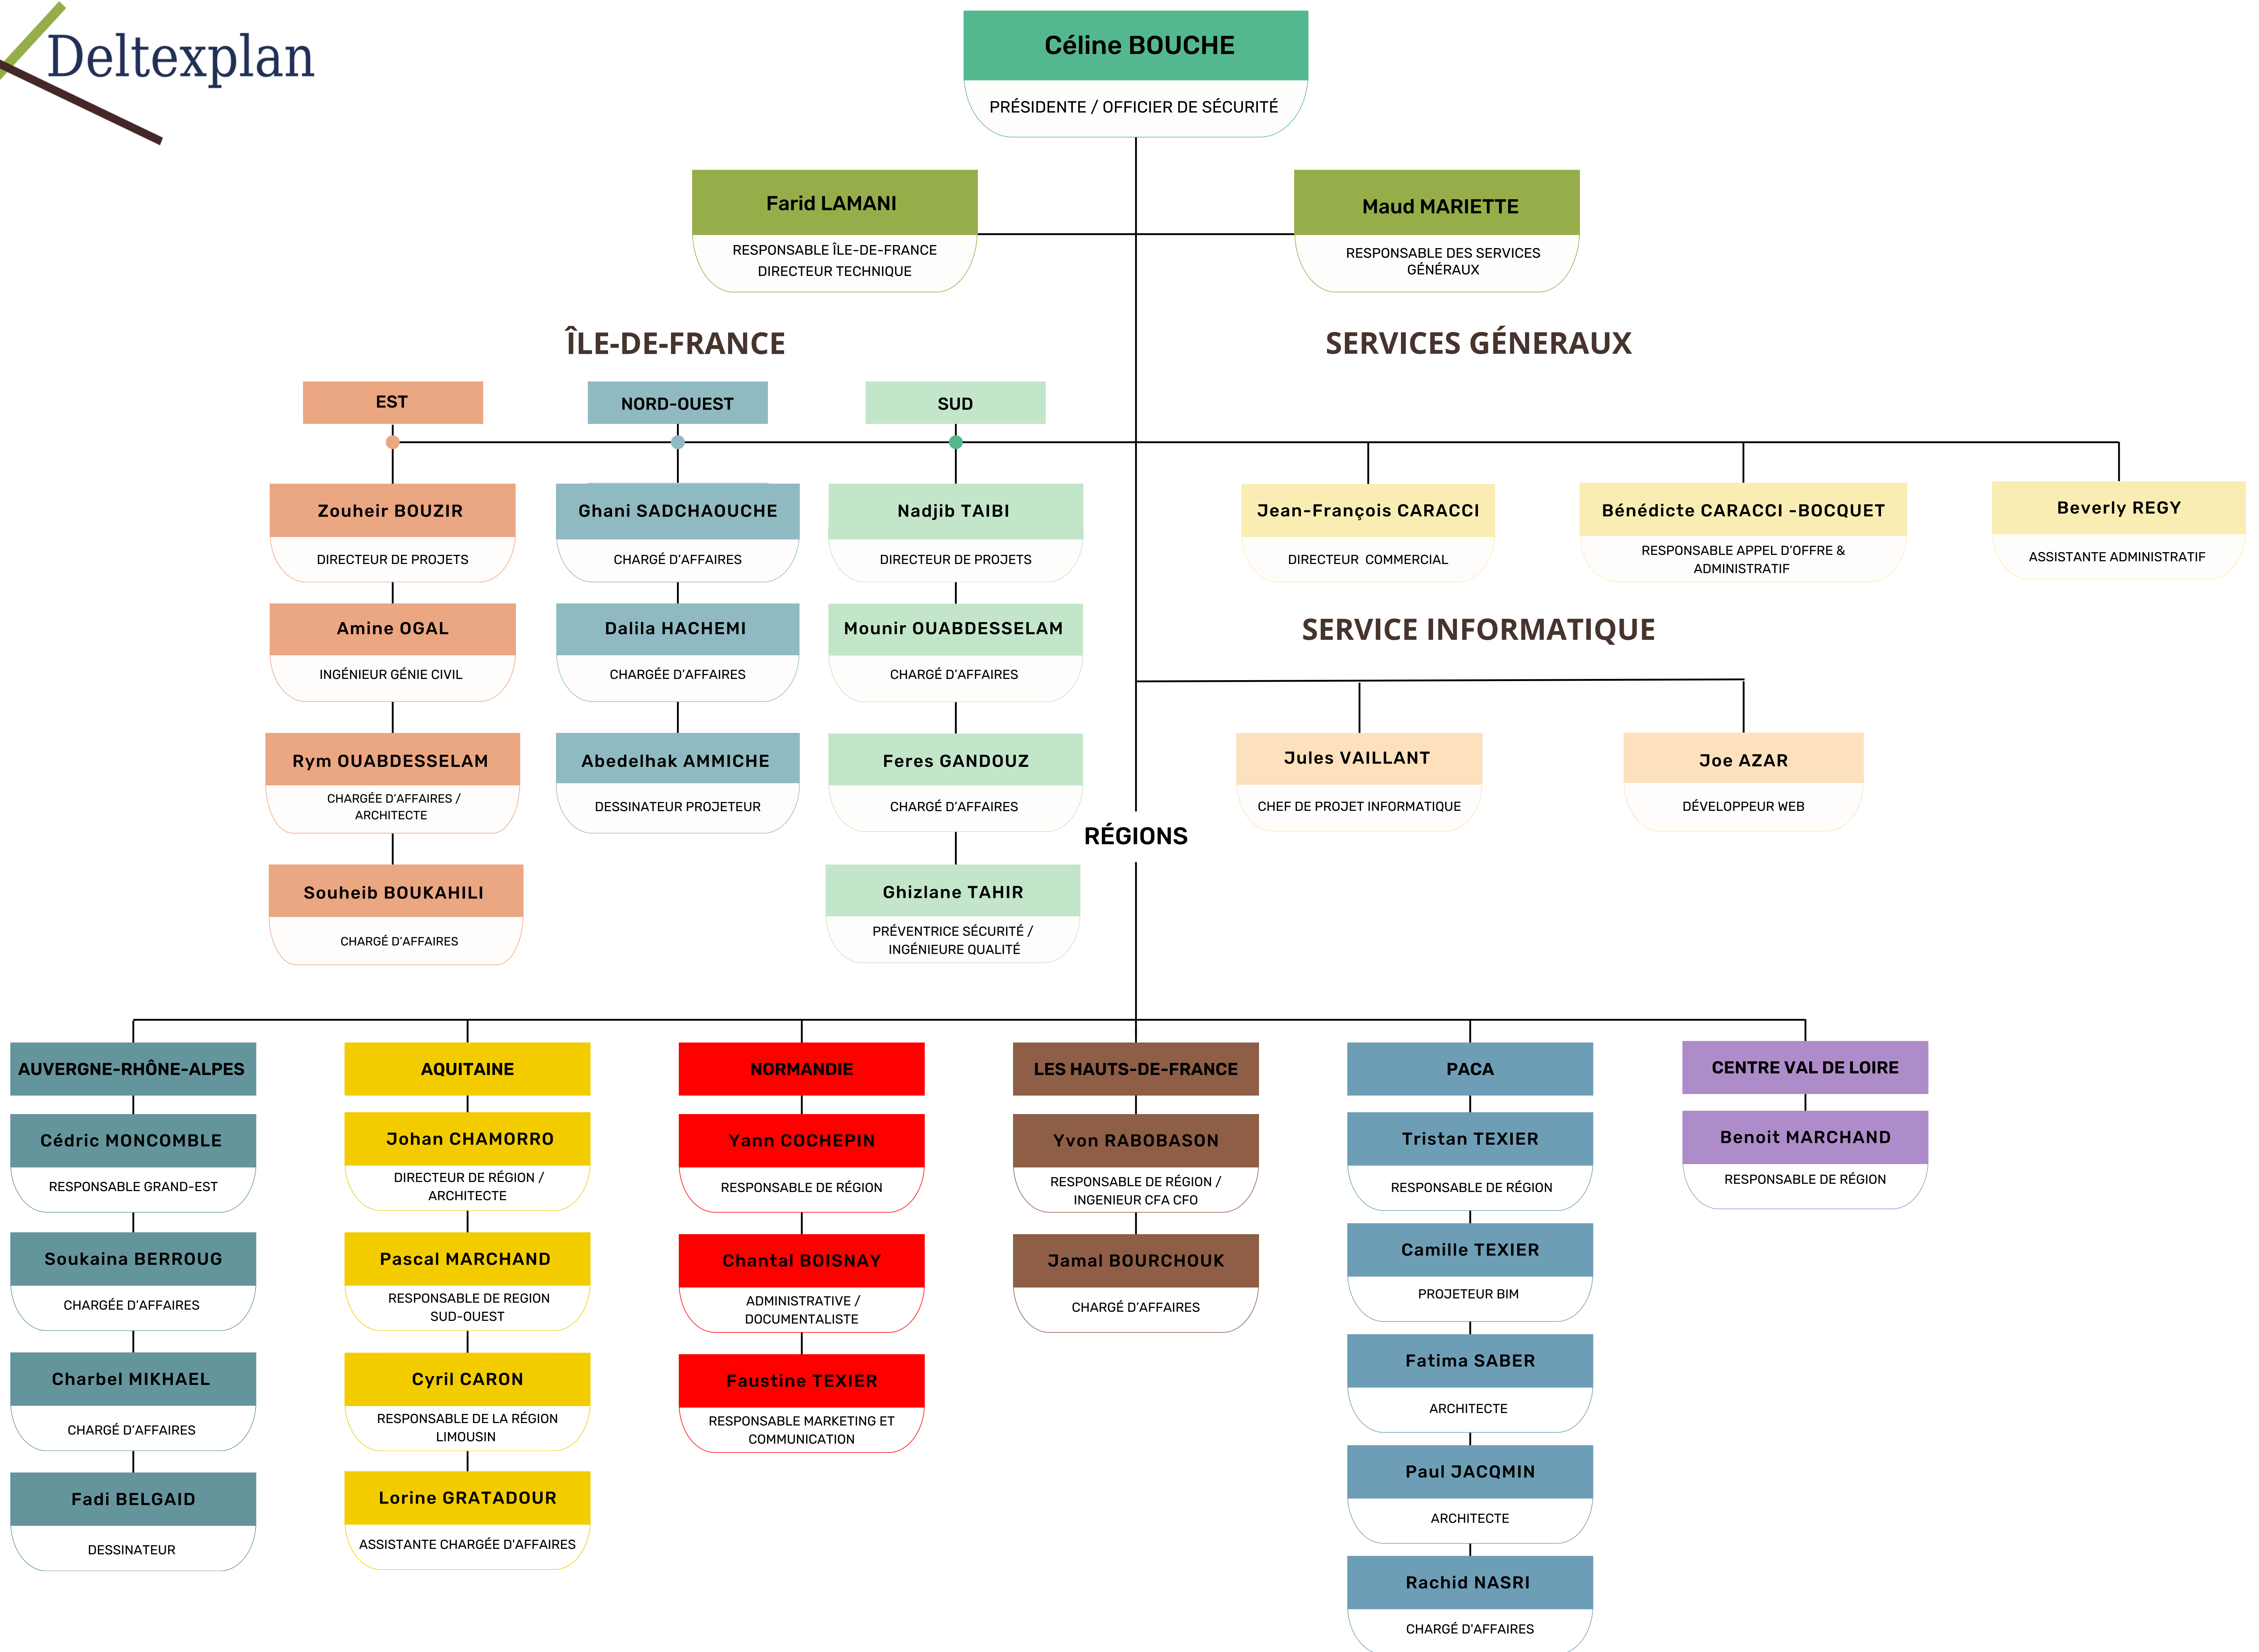 Deltexplan
Céline BOUCHE
PRÉSIDENTE / OFFICIER DE SÉCURITÉ
Farid LAMANI
RESPONSABLE ÎLE-DE-FRANCE
DIRECTEUR TECHNIQUE
Maud MARIETTE
RESPONSABLE DES SERVICES
GÉNÉRAUX
ÎLE-DE-FRANCE
EST
Zouheir BOUZIR
DIRECTEUR DE PROJETS
Amine OGAL
INGÉNIEUR GÉNIE CIVIL
Rym OUABDESSELAM
CHARGÉE D'AFFAIRES /
ARCHITECTE
Souheib BOUKAHILI
CHARGÉ D'AFFAIRES
NORD-OUEST
Ghani SADCHAOUCHE
CHARGÉ D'AFFAIRES
Dalila HACHEMI
CHARGÉE D'AFFAIRES
Abedelhak AMMICHE
DESSINATEUR PROJETEUR
SUD
Nadjib TAIBI
DIRECTEUR DE PROJETS
Mounir OUABDESSELAM
CHARGÉ D'AFFAIRES
Feres GANDOUZ
CHARGÉ D'AFFAIRES
Ghizlane TAHIR
PRÉVENTRICE SÉCURITÉ /
INGÉNIEURE QUALITÉ
SERVICES GÉNERAUX
Jean-François CARACCI
DIRECTEUR COMMERCIAL
Bénédicte CARACCI -BOCQUET
RESPONSABLE APPEL D'OFFRE &
ADMINISTRATIF
Beverly REGY
ASSISTANTE ADMINISTRATIF
SERVICE INFORMATIQUE
Jules VAILLANT
CHEF DE PROJET INFORMATIQUE
Joe AZAR
DÉVELOPPEUR WEB
RÉGIONS
AUVERGNE-RHÔNE-ALPES
Cédric MONCOMBLE
RESPONSABLE GRAND-EST
Soukaina BERROUG
CHARGÉE D'AFFAIRES
Charbel MIKHAEL
CHARGÉ D'AFFAIRES
Fadi BELGAID
DESSINATEUR
AQUITAINE
Johan CHAMORRO
DIRECTEUR DE RÉGION /
ARCHITECTE
Pascal MARCHAND
RESPONSABLE DE REGION
SUD-OUEST
Cyril CARON
RESPONSABLE DE LA RÉGION
LIMOUSIN
Lorine GRATADOUR
ASSISTANTE CHARGÉE D'AFFAIRES
NORMANDIE
Yann COCHEPIN
RESPONSABLE DE RÉGION
Chantal BOISNAY
ADMINISTRATIVE /
DOCUMENTALISTE
Faustine TEXIER
RESPONSABLE MARKETING ET
COMMUNICATION
LES HAUTS-DE-FRANCE
Yvon RABOBASON
RESPONSABLE DE RÉGION /
INGENIEUR CFA CFO
Jamal BOURCHOUK
CHARGÉ D'AFFAIRES
PACA
Tristan TEXIER
RESPONSABLE DE RÉGION
Camille TEXIER
PROJETEUR BIM
Fatima SABER
ARCHITECTE
Paul JACQMIN
ARCHITECTE
Rachid NASRI
CHARGÉ D'AFFAIRES
CENTRE VAL DE LOIRE
Benoit MARCHAND
RESPONSABLE DE RÉGION